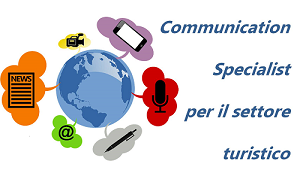 NEWS
Communication
Specialist
per il settore
turistico
@